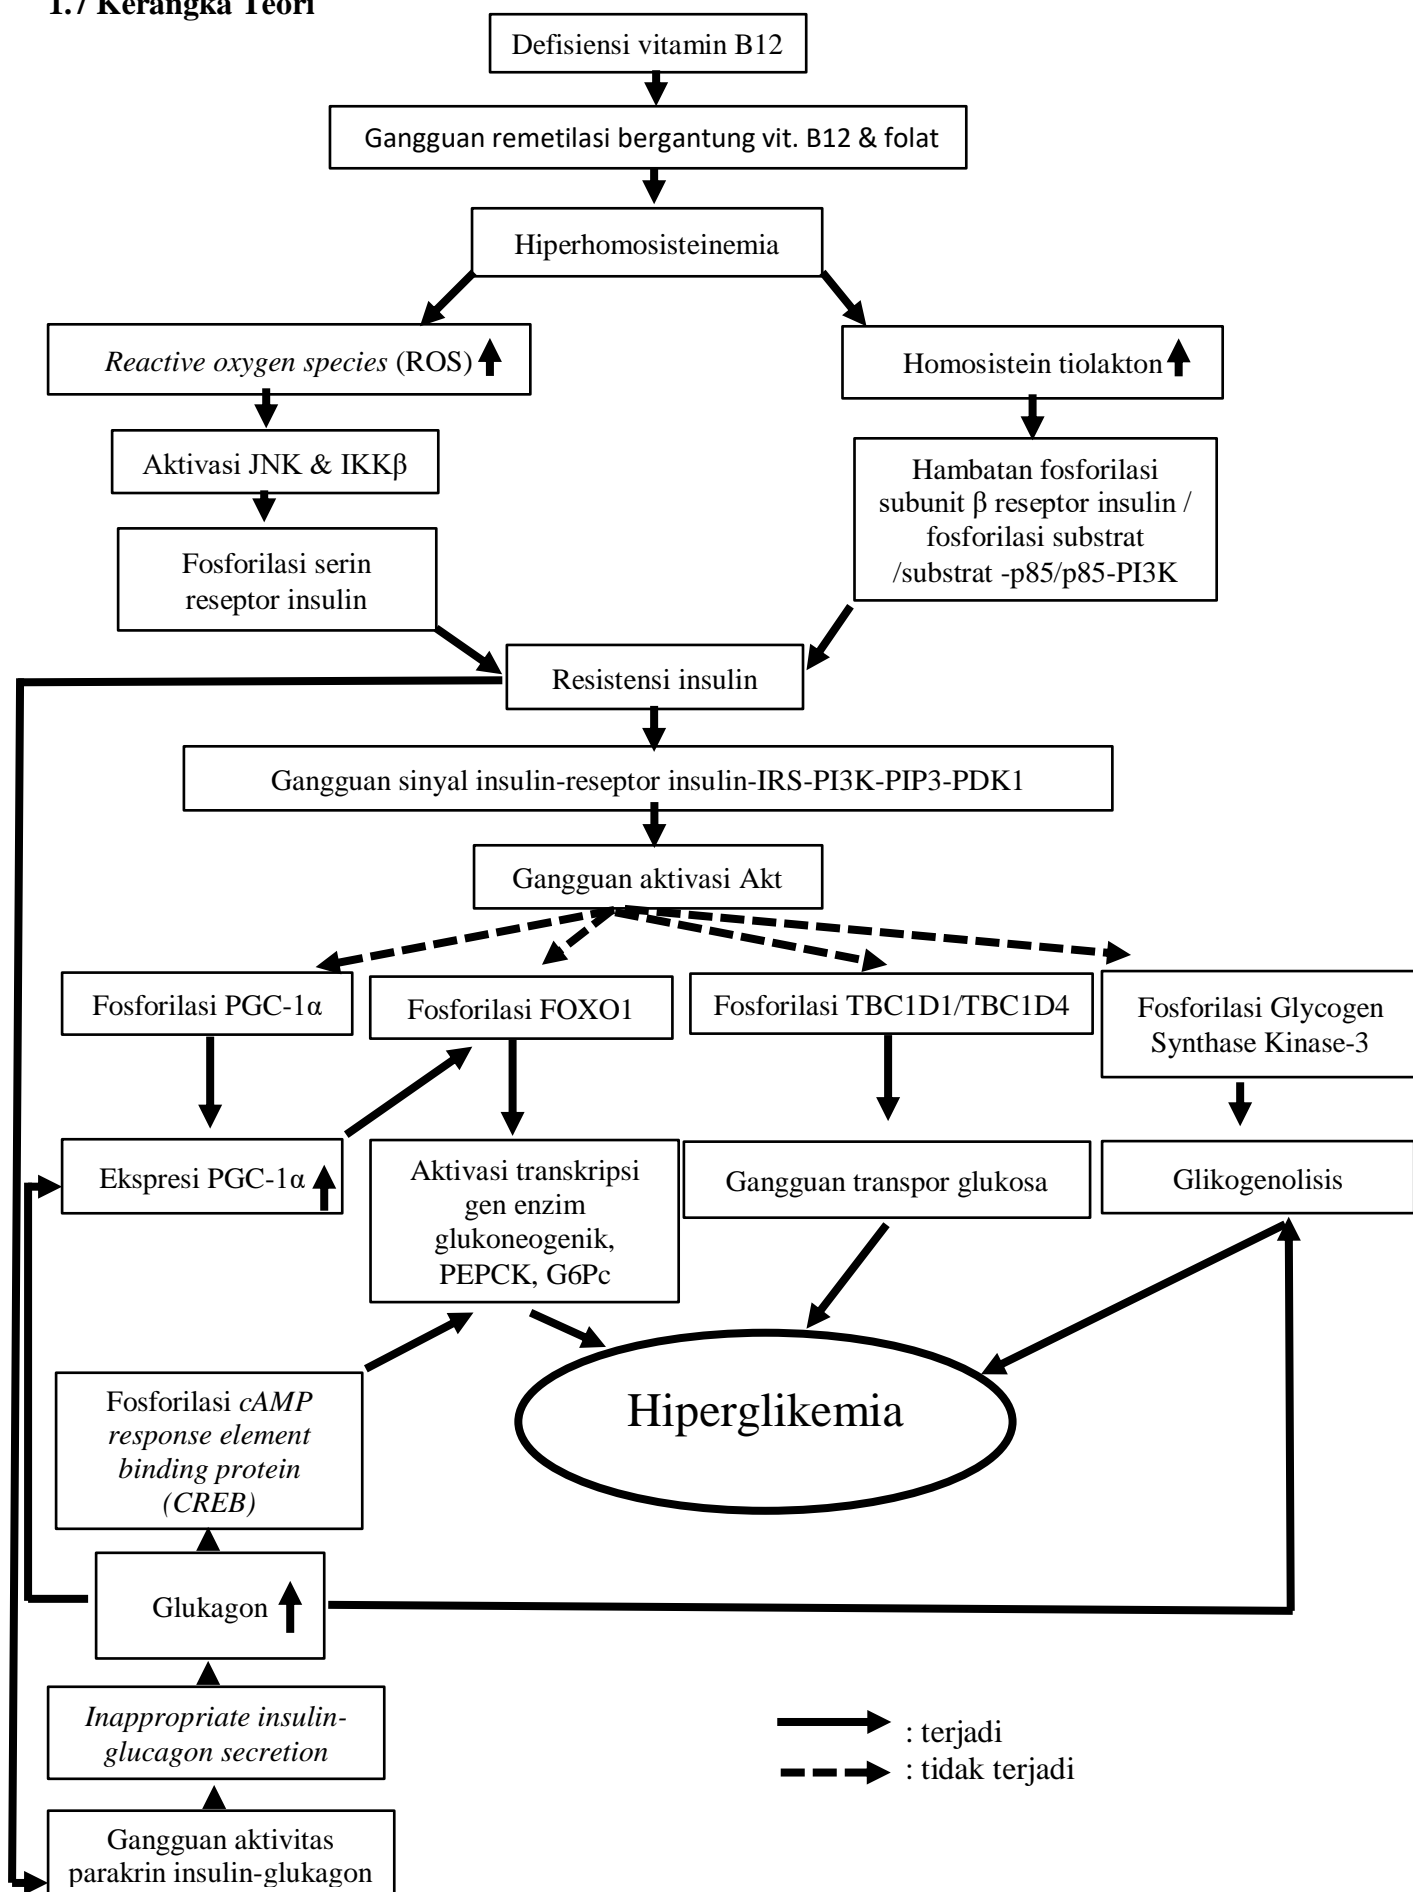 1.7 Kerangka Teori
Defisiensi vitamin B12
Gangguan remetilasi bergantung vit. B12 & folat
Hiperhomosisteinemia
Reactive oxygen species (ROS)
Homosistein tiolakton
Aktivasi JNK & IKKβ
Hambatan fosforilasi
subunit β reseptor insulin /
fosforilasi substrat
/substrat -p85/p85-PI3K
Fosforilasi serin
reseptor insulin
Resistensi insulin
Gangguan sinyal insulin-reseptor insulin-IRS-PI3K-PIP3-PDK1
Gangguan aktivasi Akt
Fosforilasi PGC-1α
Fosforilasi FOXO1
Fosforilasi TBC1D1/TBC1D4
Fosforilasi Glycogen
Synthase Kinase-3
Ekspresi PGC-1α
Aktivasi transkripsi
gen enzim
glukoneogenik,
PEPCK, G6Pc
Gangguan transpor glukosa
Glikogenolisis
Hiperglikemia
Fosforilasi cAMP
response element
binding protein
(CREB)
Glukagon
Inappropriate insulin-
glucagon secretion
Gangguan aktivitas
parakrin insulin-glukagon
: terjadi
: tidak terjadi